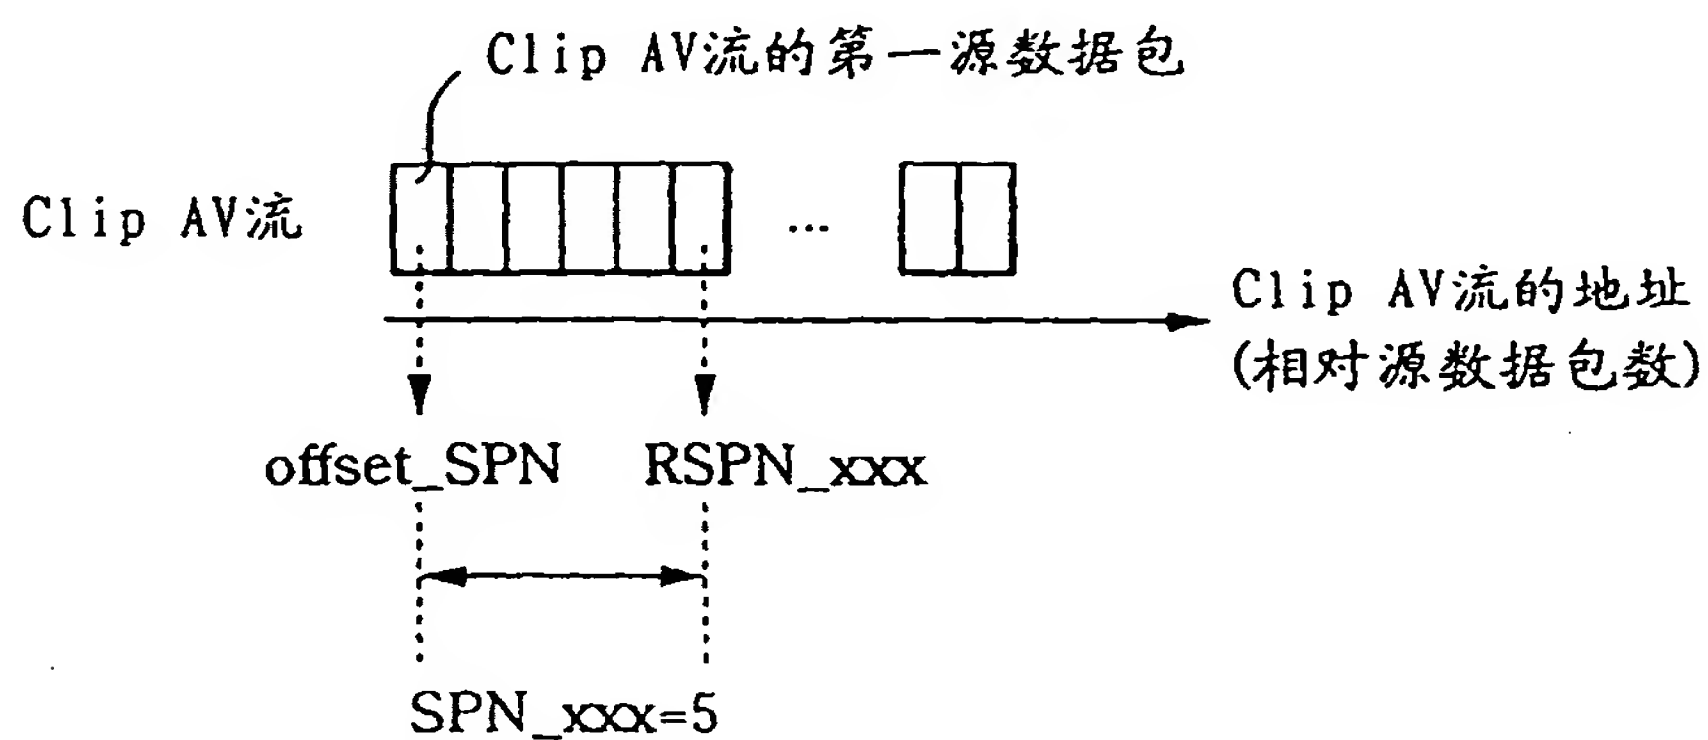 Clip AV流的第一源数据包
Clip AV流
...
Clip AV流的地址
(相对源数据包数)
offset_SPN
RSPN_xxx
SPN_xxx=5